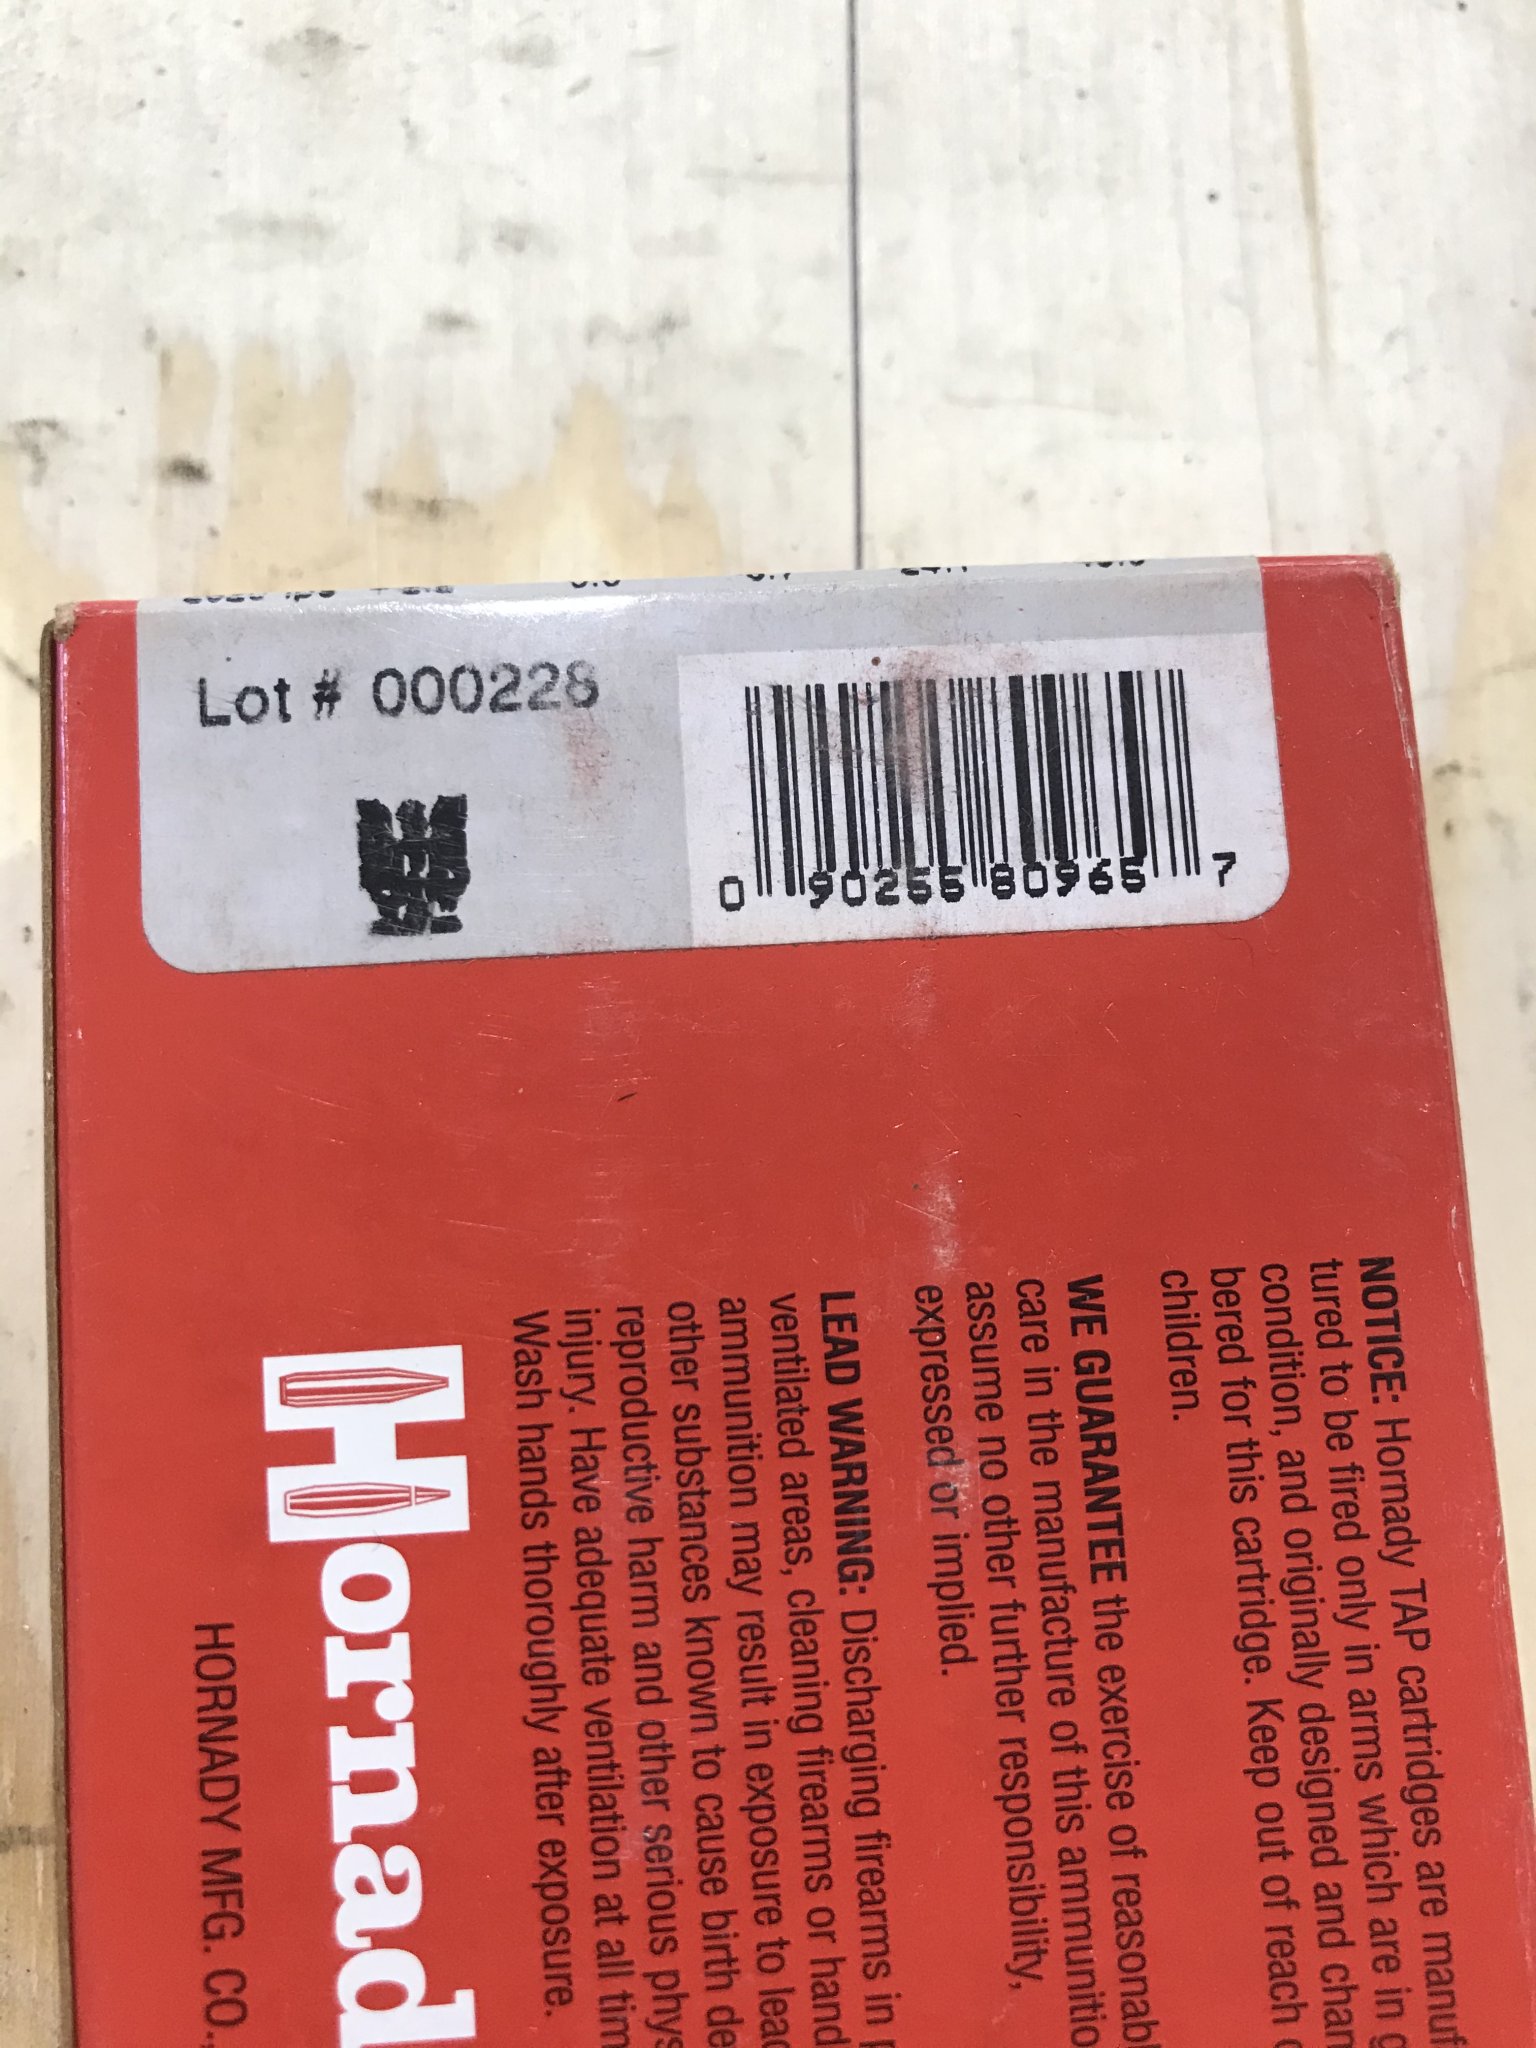 Lot # 000228
0 90255 80965 7
NOTICE: Hornady TAP cartridges are manuf
tured to be fired only in arms which are in g
condition, and originally designed and cham
bered for this cartridge. Keep out of reach o
children.
WE GUARANTEE the exercise of reasonabl
care in the manufacture of this ammunitio
assume no other further responsibility,
expressed or implied.
LEAD WARNING: Discharging firearms in p
ventilated areas, cleaning firearms or hand
ammunition may result in exposure to lead
other substances known to cause birth de
reproductive harm and other serious phys
injury. Have adequate ventilation at all tim
Wash hands thoroughly after exposure.
Hornad
HORNADY MFG. CO.,